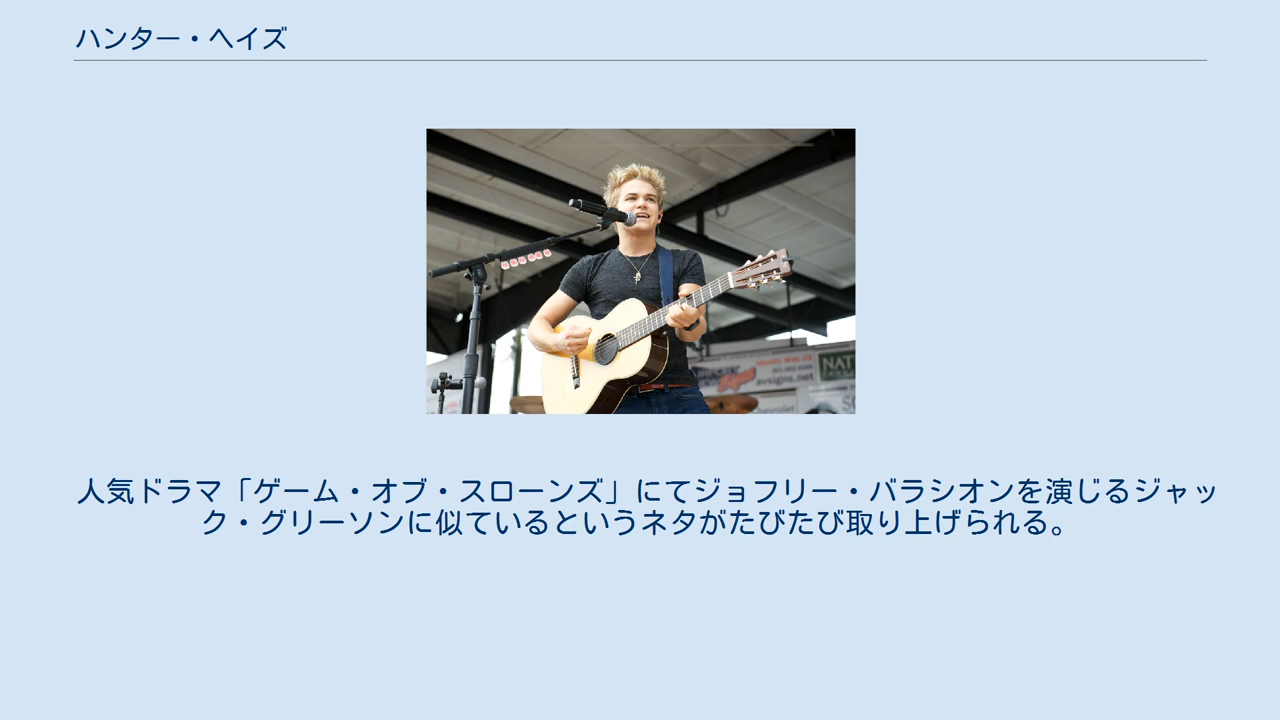 ハンター・ヘイズ
avsigns.net
NAT
人気ドラマ「ゲーム・オブ・スローンズ」にてジョフリー・バラシオンを演じるジャッ
ク・グリーソンに似ているというネタがたびたび取り上げられる。